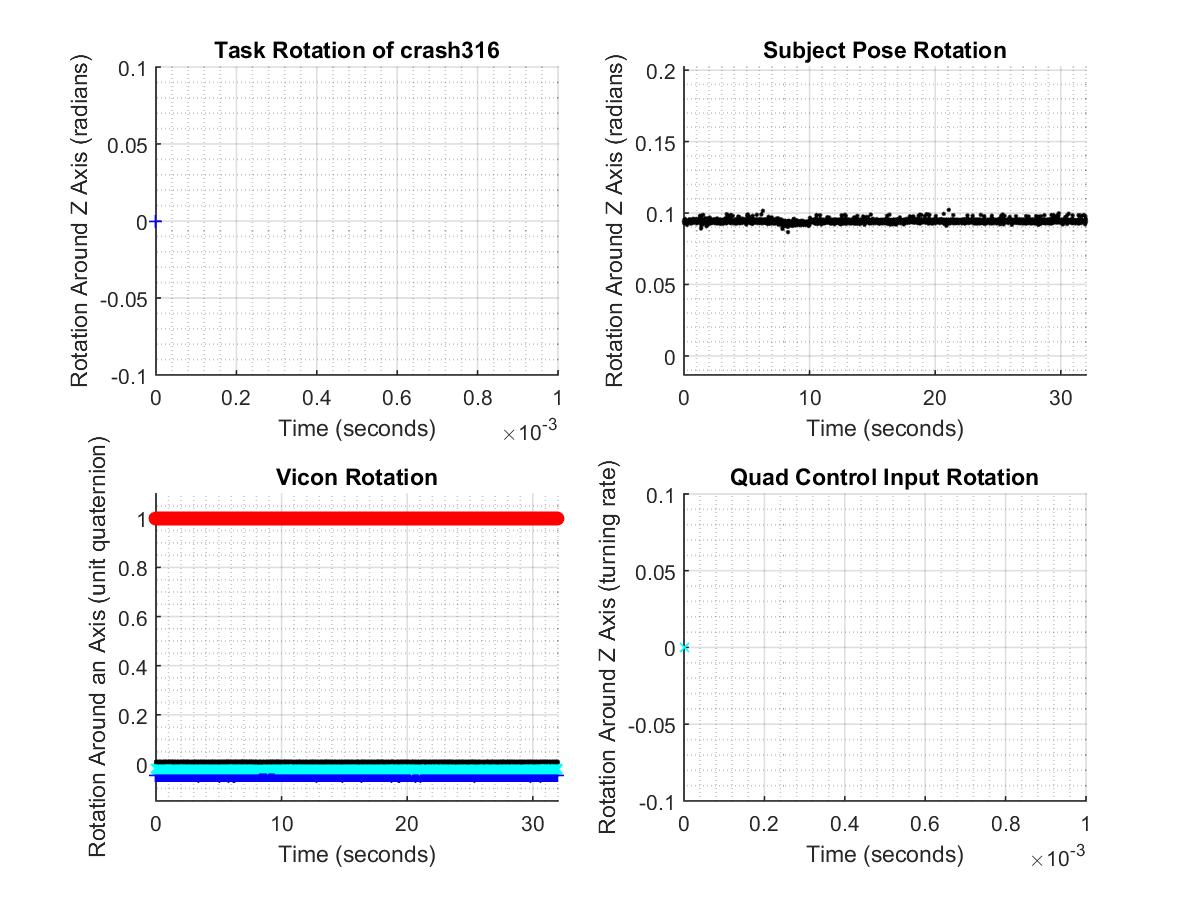 Task Rotation of crash316
Rotation Around Z Axis (radians)
0.1
0.05
0
-0.05
-0.1
0 0.2 0.4 0.6 0.8 1
Time (seconds)
×10-3
Subject Pose Rotation
Rotation Around Z Axis (radians)
0.2
0.15
0.1
0.05
0
0 10 20 30
Time (seconds)
Vicon Rotation
Rotation Around an Axis (unit quaternion)
1
0.8
0.6
0.4
0.2
0
0 10 20 30
Time (seconds)
Quad Control Input Rotation
Rotation Around Z Axis (turning rate)
0.1
0.05
0
-0.05
-0.1
0 0.2 0.4 0.6 0.8 1
Time (seconds)
×10-3